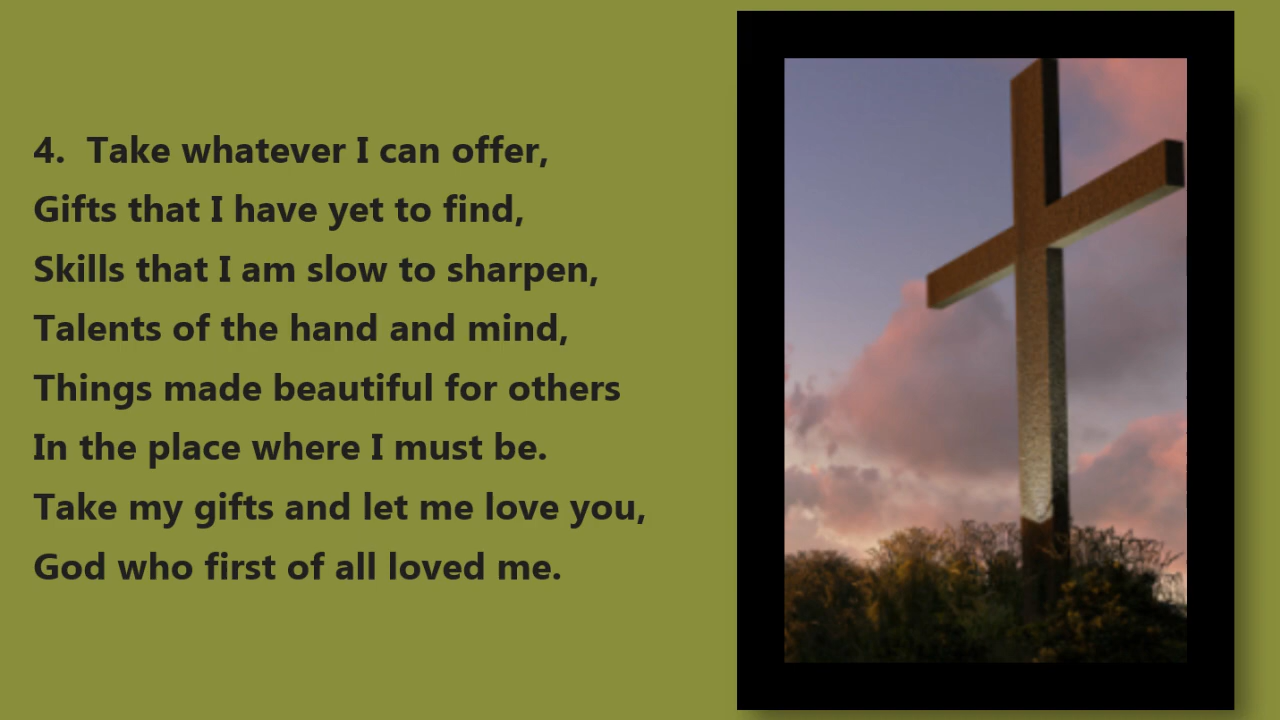 4.  Take whatever I can offer,
Gifts that I have yet to find,
Skills that I am slow to sharpen,
Talents of the hand and mind,
Things made beautiful for others
In the place where I must be.
Take my gifts and let me love you,
God who first of all loved me.